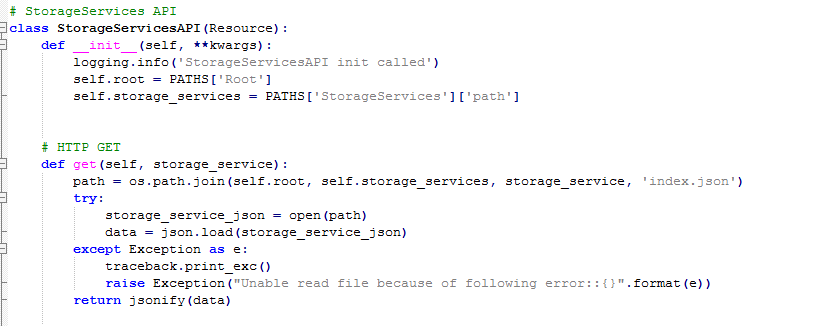 # StorageServices API
class StorageServicesAPI(Resource):
    def __init__(self, **kwargs):
        logging.info('StorageServicesAPI init called')
        self.root = PATHS['Root']
        self.storage_services = PATHS['StorageServices']['path']
    # HTTP GET
    def get(self, storage_service):
        path = os.path.join(self.root, self.storage_services, storage_service, 'index.json')
        try:
            storage_service_json = open(path)
            data = json.load(storage_service_json)
        except Exception as e:
            traceback.print_exc()
            raise Exception("Unable read file because of following error::{}".format(e))
        return jsonify(data)